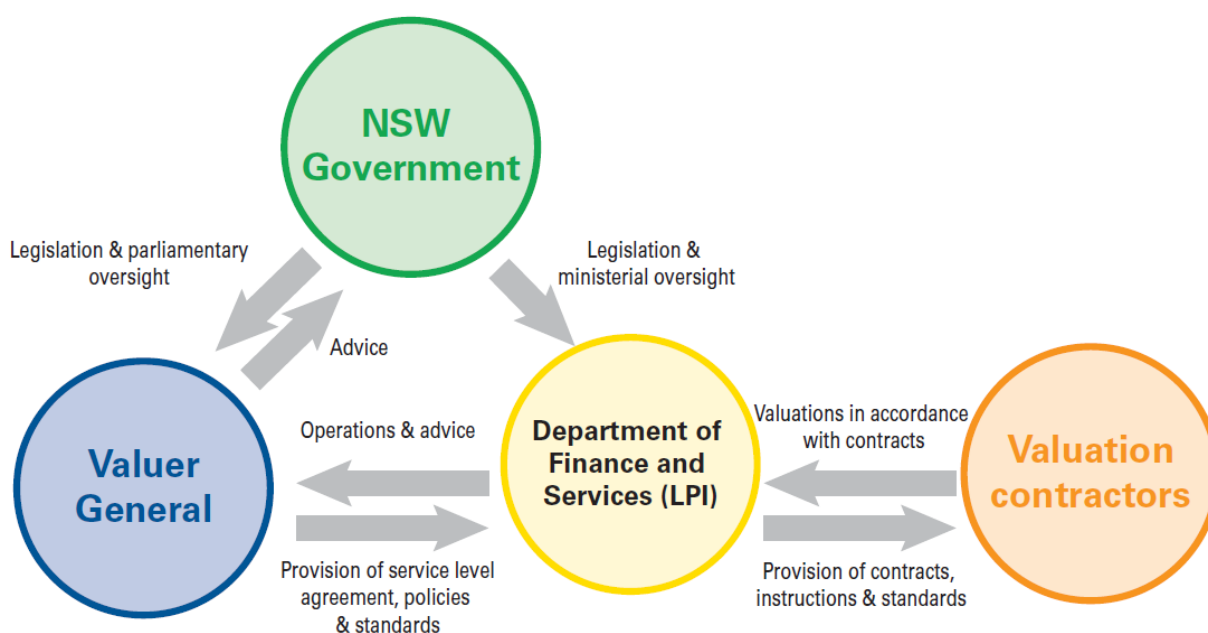 NSW
Government
Legislation & parliamentary
oversight
Legislation &
ministerial oversight
Advice
Valuer
General
Operations & advice
Department of
Finance and
Services (LPI)
Valuations in accordance
with contracts
Valuation
contractors
Provision of service level
agreement, policies
& standards
Provision of contracts,
instructions & standards